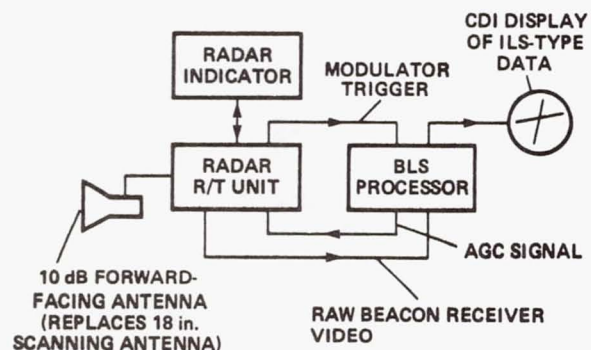 CDI DISPLAY
OF ILS-TYPE
DATA
RADAR
INDICATOR
MODULATOR
TRIGGER
RADAR
R/T UNIT
BLS
PROCESSOR
AGC SIGNAL
10 dB FORWARD-
FACING ANTENNA
(REPLACES 18 in.
SCANNING ANTENNA)
RAW BEACON RECEIVER
VIDEO